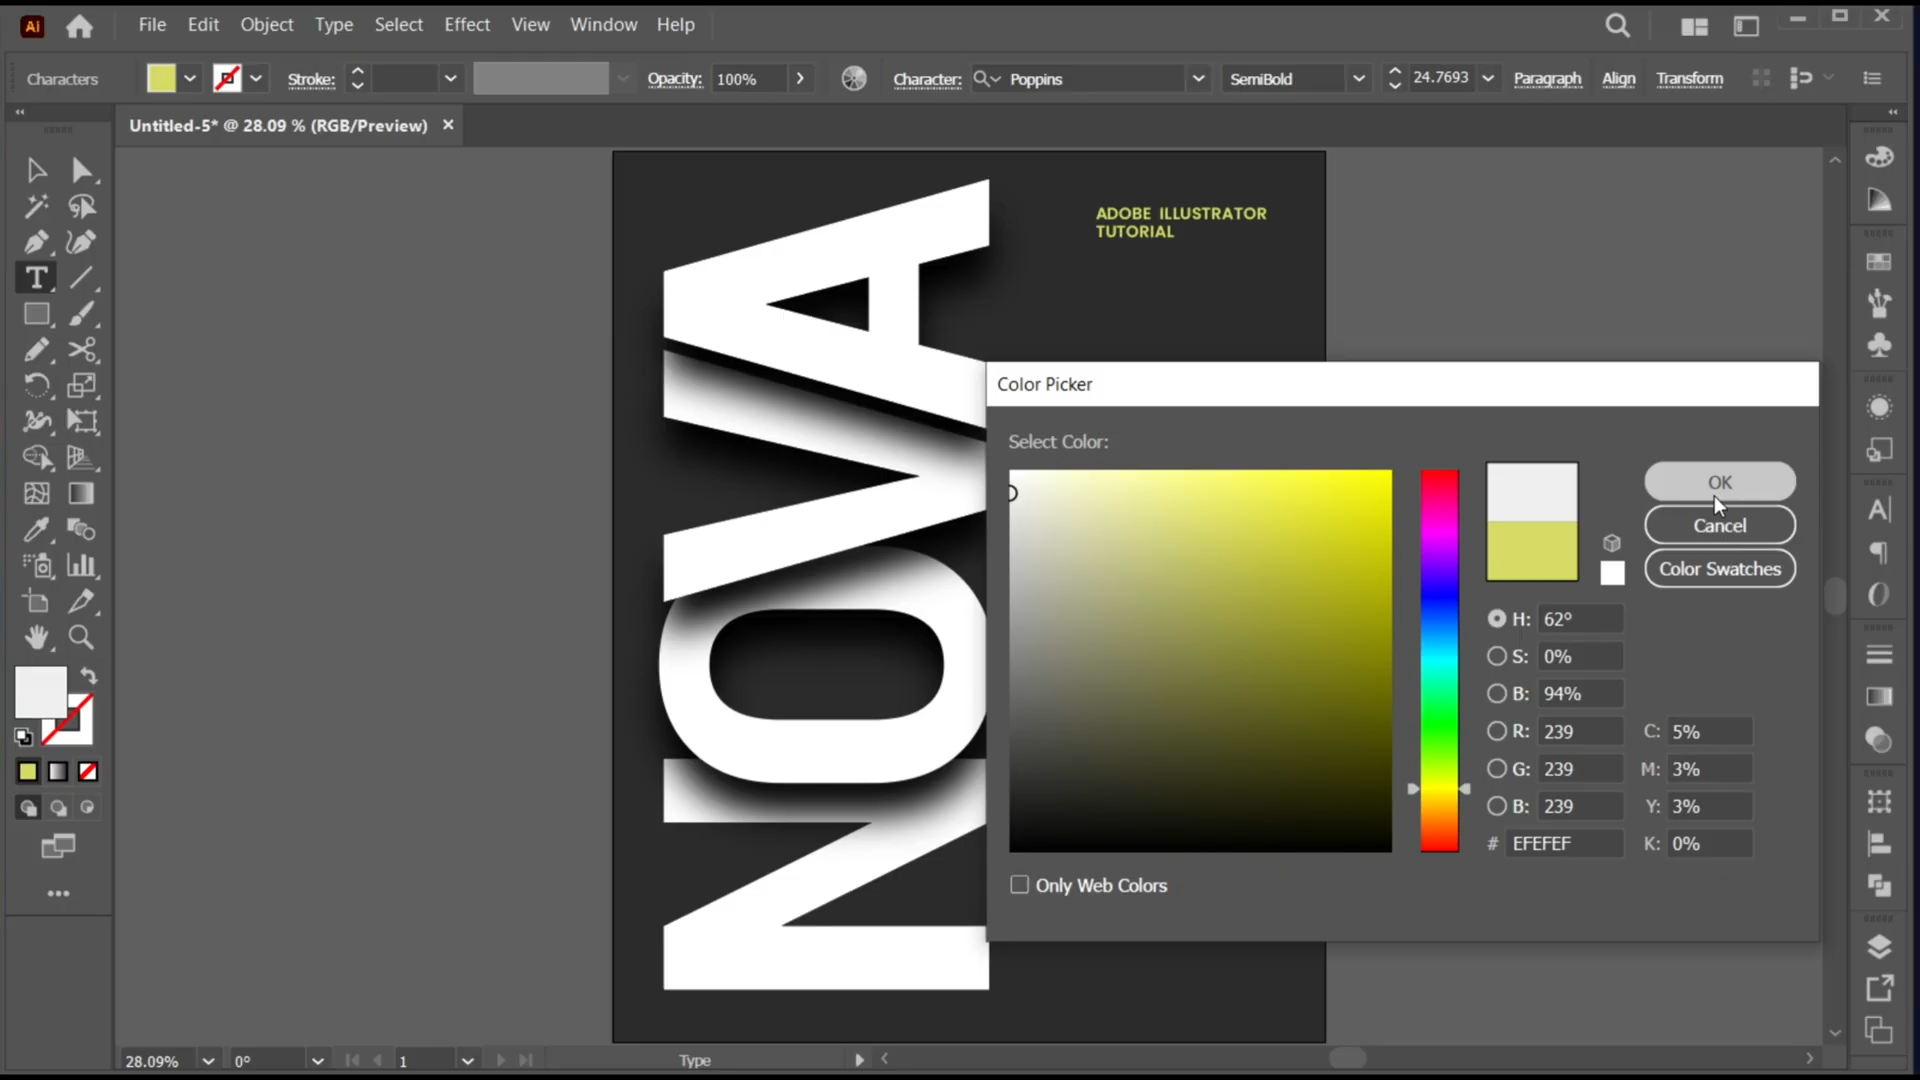 Ai File Edit Object Type Select Effect View Window Help
Characters Stroke: Opacity: 100% Character: Poppins SemiBold 24.7693 Paragraph Align Transform
Untitled-5* @ 28.09 % (RGB/Preview)
ADOBE ILLUSTRATOR
TUTORIAL
NOVA
Color Picker
Select Color:
OK
Cancel
Color Swatches
H: 62°
S: 0%
B: 94%
R: 239 C: 5%
G: 239 M: 3%
B: 239 Y: 3%
# EFEFEF K: 0%
Only Web Colors
28.09% 0° 1 Type